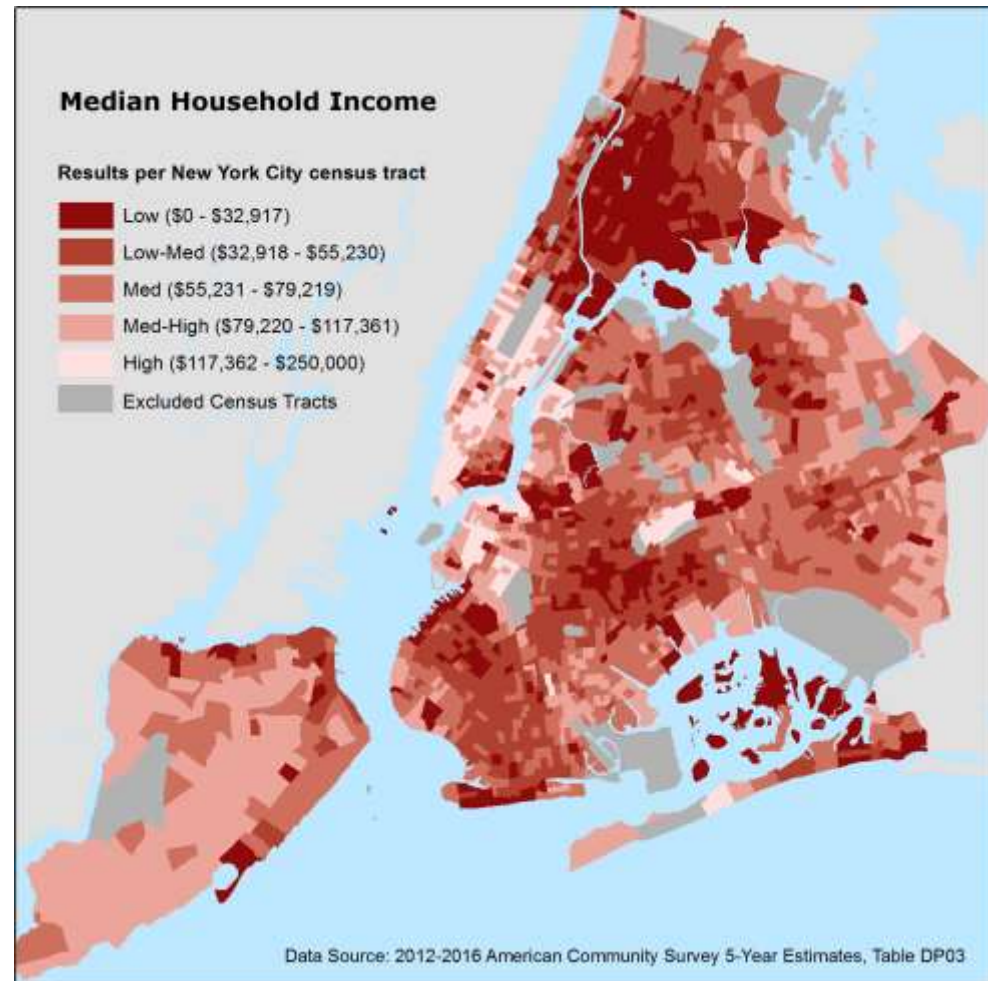 Median Household Income
Results per New York City census tract
Low ($0 - $32,917)
Low-Med ($32,918 - $55,230)
Med ($55,231 - $79,219)
Med-High ($79,220 - $117,361)
High ($117,362 - $250,000)
Excluded Census Tracts
Data Source: 2012-2016 American Community Survey 5-Year Estimates, Table DP03